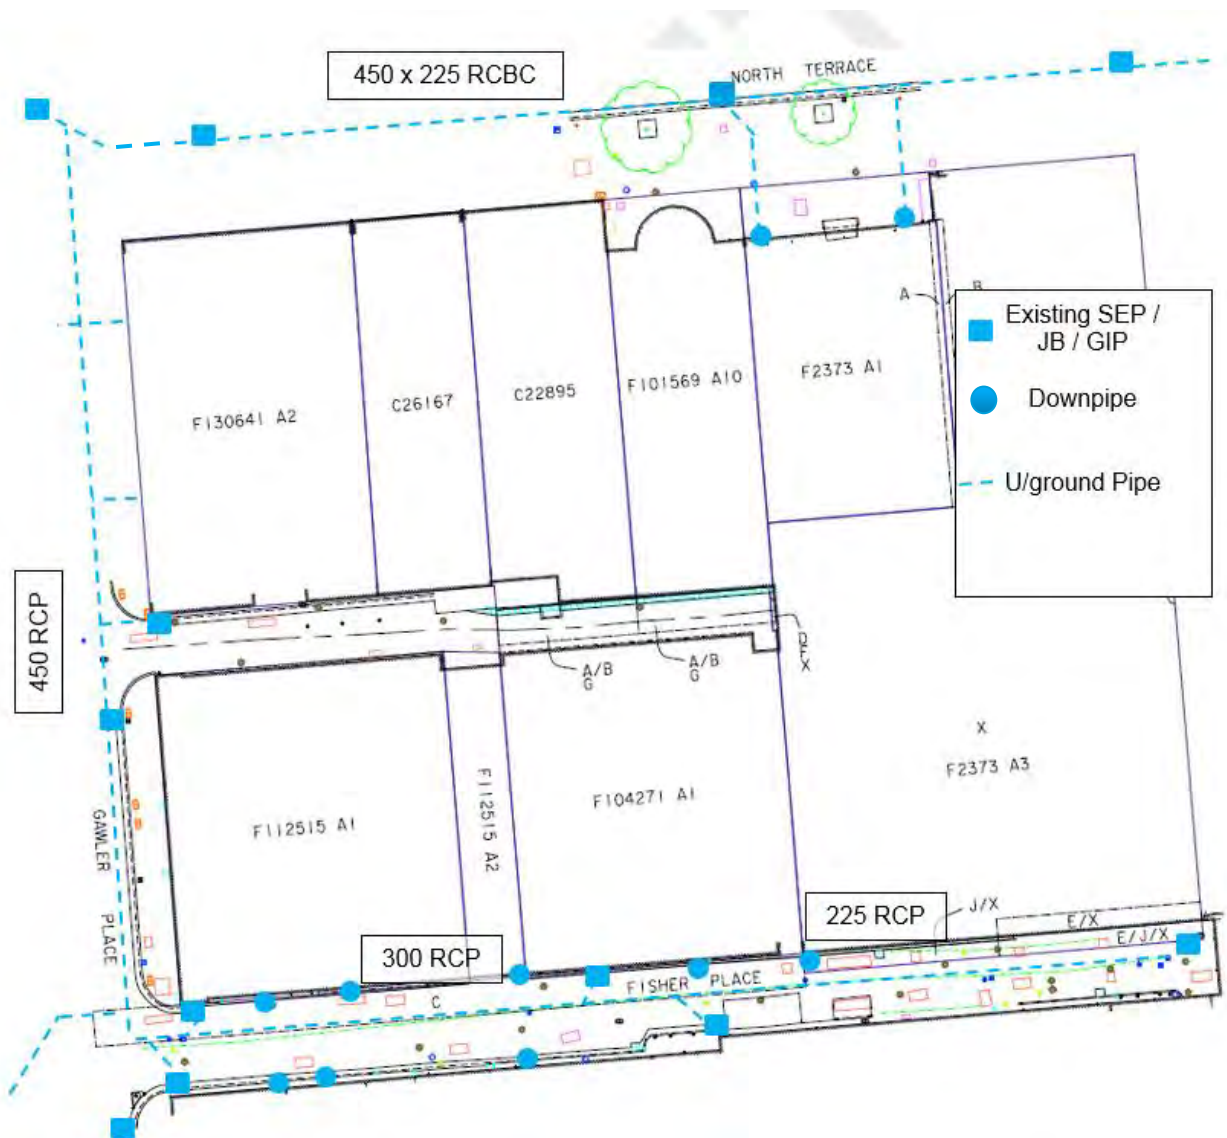 450 x 225 RCBC
NORTH TERRACE
A
B
Existing SEP /
JB / GIP
Downpipe
U/ground Pipe
F130641 A2
C26167
C22895
F101569 A10
F2373 A1
450 RCP
A/B
G
A/B
G
D
F
X
X
F2373 A3
F112515 A1
F112515 A2
F104271 A1
GAWLER
PLACE
225 RCP
J/X
E/X
E/J/X
300 RCP
C
FISHER PLACE